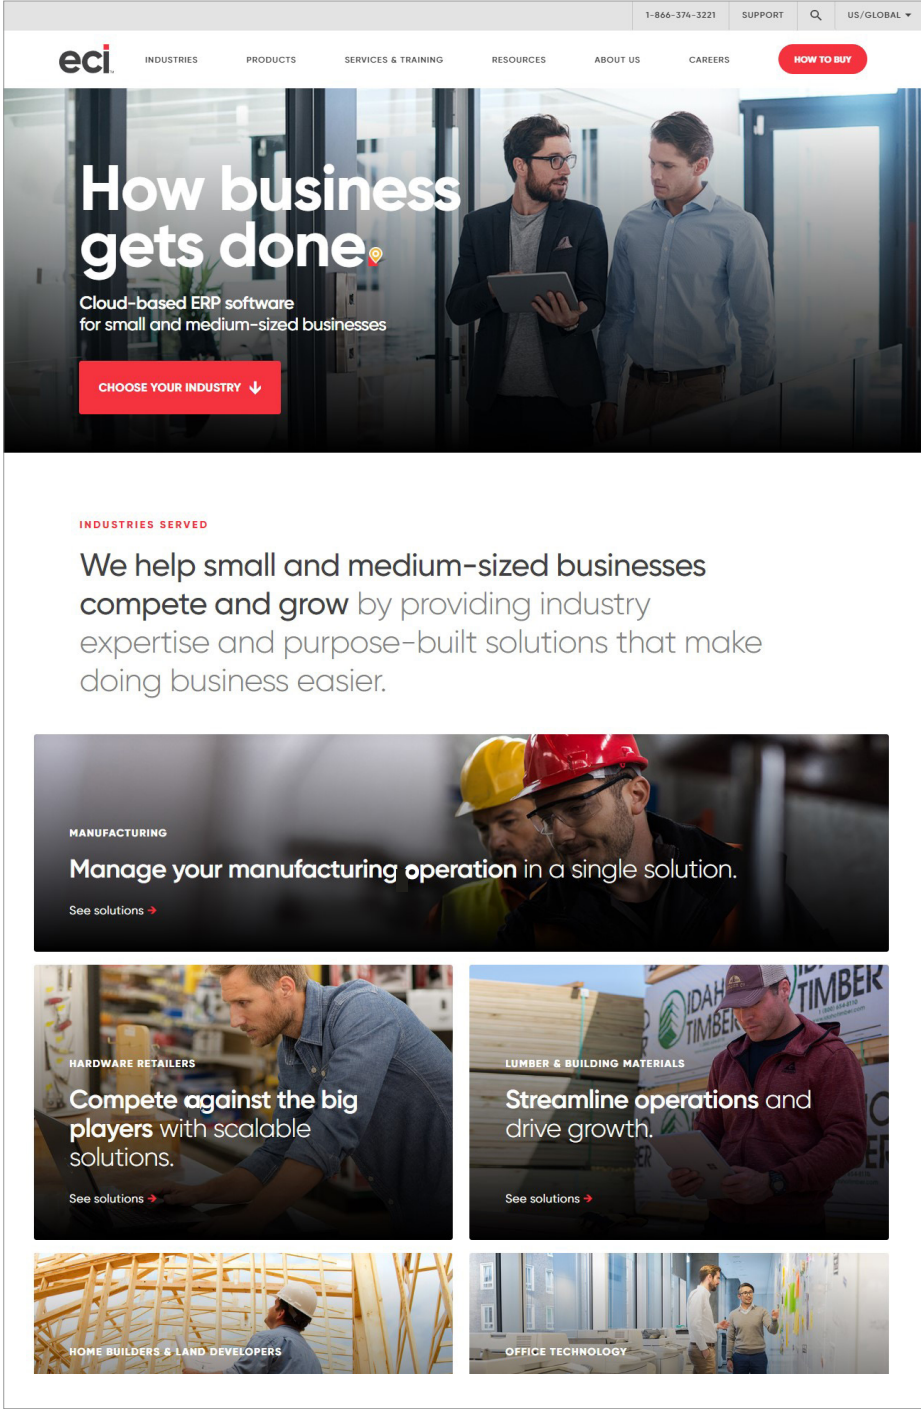 1-866-374-3221 SUPPORT US/GLOBAL
eci
INDUSTRIES PRODUCTS SERVICES & TRAINING RESOURCES ABOUT US CAREERS HOW TO BUY
How business
gets done
Cloud-based ERP software
for small and medium-sized businesses
CHOOSE YOUR INDUSTRY
INDUSTRIES SERVED
We help small and medium-sized businesses
compete and grow by providing industry
expertise and purpose-built solutions that make
doing business easier.
MANUFACTURING
Manage your manufacturing operation in a single solution.
See solutions
HARDWARE RETAILERS
Compete against the big
players with scalable
solutions.
See solutions
IDAHO
TIMBER
TIMBER
LUMBER & BUILDING MATERIALS
Streamline operations and
drive growth.
See solutions
HOME BUILDERS & LAND DEVELOPERS
OFFICE TECHNOLOGY